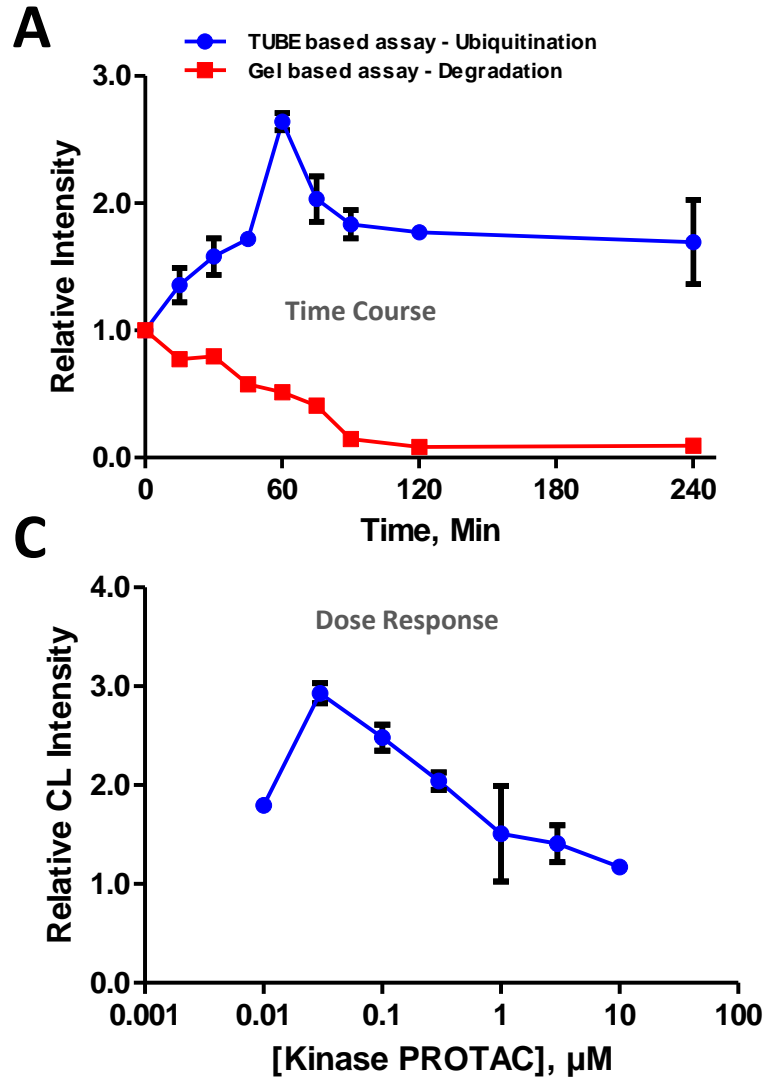 A
TUBE based assay - Ubiquitination
Gel based assay - Degradation
3.0
2.0
1.0
0.0
Relative Intensity
Time Course
0 60 120 180 240
Time, Min
C
4.0
3.0
2.0
1.0
0.0
Relative CL Intensity
Dose Response
0.001 0.01 0.1 1 10 100
[Kinase PROTAC], µM